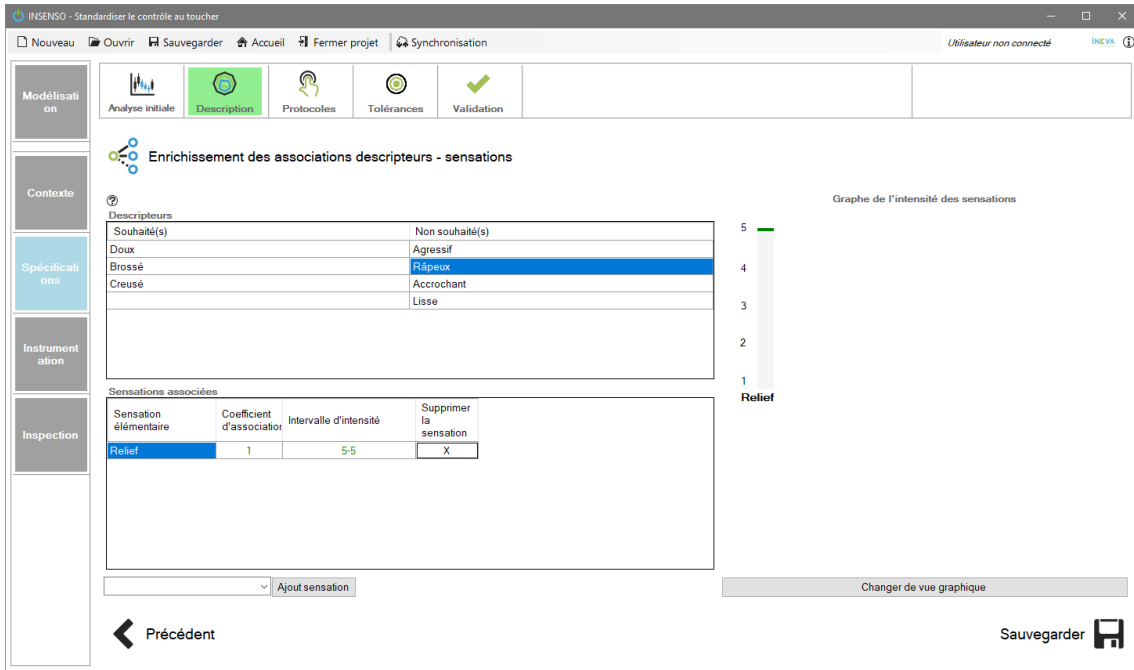 INSENSO - Standardiser le contrôle au toucher
Nouveau Ouvrir Sauvegarder Accueil Fermer projet Synchronisation Utilisateur non connecté INEVA
Modélisati
on
Analyse initiale Description Protocoles Tolérances Validation
Enrichissement des associations descripteurs - sensations
Contexte
Graphe de l'intensité des sensations
Descripteurs
Souhaité(s) Non souhaité(s)
Doux Agressif
Brossé Râpeux
Creusé Accrochant
Lisse
Spécificati
ons
5
4
3
2
1
Relief
Instrument
ation
Sensations associées
Sensation
élémentaire
Coefficient
d'association
Intervalle d'intensité
Supprimer
la
sensation
Relief 1 5-5 X
Inspection
Ajout sensation
Changer de vue graphique
Précédent
Sauvegarder